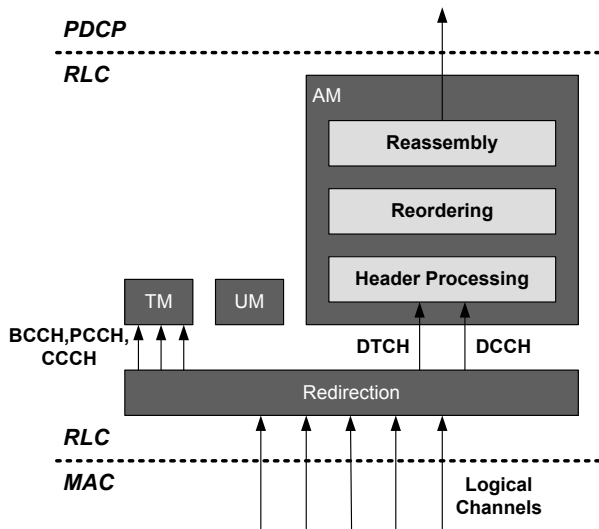 PDCP
RLC
AM
Reassembly
Reordering
Header Processing
TM
UM
BCCH,PCCH,
CCCH
DTCH
DCCH
Redirection
RLC
MAC
Logical
Channels